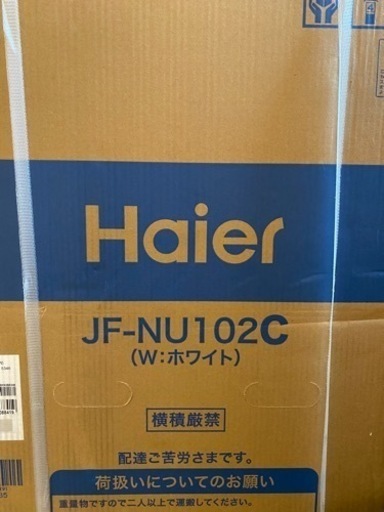 Haier
JF-NU102C
(W:ホワイト)
横積厳禁
配達ご苦労さまです。
荷扱いについてのお願い
重量物ですので二人以上で運搬してください。